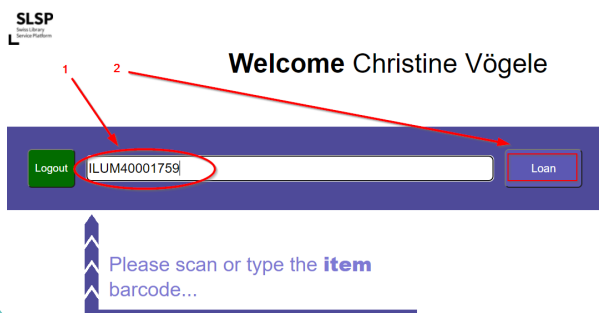 SLSP
Swiss Library
Service Platform
Welcome Christine Vögele
1 2
Logout ILUM40001759 Loan
Please scan or type the item
barcode...